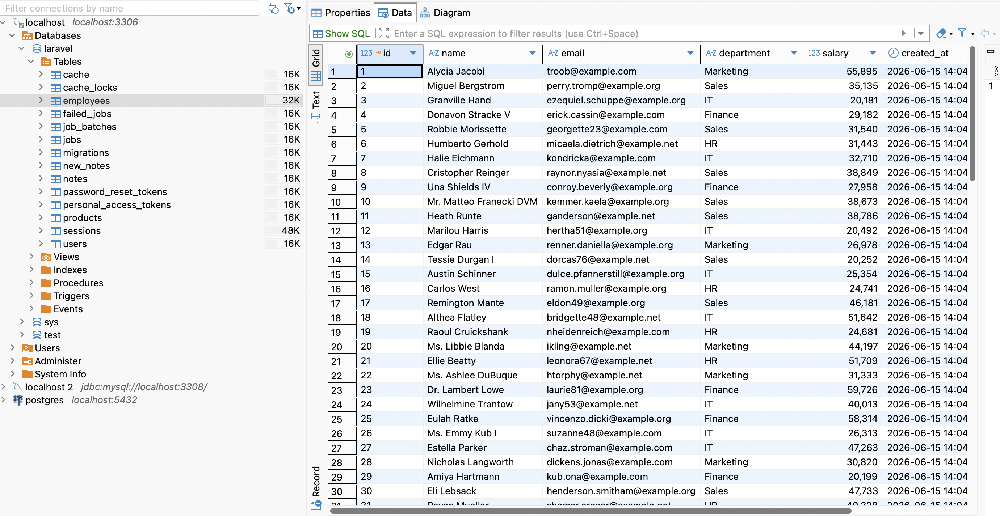 Filter connections by name
localhost localhost:3306
Databases
laravel
Tables
cache 16K
cache_locks 16K
employees 32K
failed_jobs 16K
job_batches 16K
jobs 16K
migrations 16K
new_notes 16K
notes 16K
password_reset_tokens 16K
personal_access_tokens 16K
products 16K
sessions 48K
users 16K
Views
Indexes
Procedures
Triggers
Events
sys
test
Users
Administer
System Info
localhost 2 jdbc:mysql://localhost:3308/
postgres localhost:5432
Properties Data Diagram
Show SQL Enter a SQL expression to filter results (use Ctrl+Space)
Grid
Text
Record
123 id A-Z name A-Z email A-Z department 123 salary created_at
1 1 Alycia Jacobi troob@example.com Marketing 55,895 2026-06-15 14:04
2 2 Miguel Bergstrom perry.tromp@example.org Sales 35,135 2026-06-15 14:04
3 3 Granville Hand ezequiel.schuppe@example.org IT 20,181 2026-06-15 14:04
4 4 Donavon Stracke V erick.cassin@example.com Finance 29,182 2026-06-15 14:04
5 5 Robbie Morissette georgette23@example.com Sales 31,540 2026-06-15 14:04
6 6 Humberto Gerhold micaela.dietrich@example.net HR 31,443 2026-06-15 14:04
7 7 Halie Eichmann kondricka@example.com IT 32,710 2026-06-15 14:04
8 8 Cristopher Reinger raynor.nyasia@example.net Sales 38,849 2026-06-15 14:04
9 9 Una Shields IV conroy.beverly@example.org Finance 27,958 2026-06-15 14:04
10 10 Mr. Matteo Franecki DVM kemmer.kaela@example.org Sales 38,673 2026-06-15 14:04
11 11 Heath Runte ganderson@example.net Sales 38,786 2026-06-15 14:04
12 12 Marilou Harris hertha51@example.org IT 20,492 2026-06-15 14:04
13 13 Edgar Rau renner.daniella@example.org Marketing 26,978 2026-06-15 14:04
14 14 Tessie Durgan I dorcas76@example.net Sales 20,252 2026-06-15 14:04
15 15 Austin Schinner dulce.pfannerstill@example.org IT 25,354 2026-06-15 14:04
16 16 Carlos West ramon.muller@example.org HR 24,741 2026-06-15 14:04
17 17 Remington Mante eldon49@example.org Sales 46,181 2026-06-15 14:04
18 18 Althea Flatley bridgette48@example.net IT 51,642 2026-06-15 14:04
19 19 Raoul Cruickshank nheidenreich@example.com HR 24,681 2026-06-15 14:04
20 20 Ms. Libbie Blanda ikling@example.net Marketing 44,197 2026-06-15 14:04
21 21 Ellie Beatty leonora67@example.net HR 51,709 2026-06-15 14:04
22 22 Ms. Ashlee DuBuque htorphy@example.net Marketing 31,333 2026-06-15 14:04
23 23 Dr. Lambert Lowe laurie81@example.org Finance 59,726 2026-06-15 14:04
24 24 Wilhelmine Trantow jany53@example.net IT 40,013 2026-06-15 14:04
25 25 Eulah Ratke vincenzo.dicki@example.org Finance 58,314 2026-06-15 14:04
26 26 Ms. Emmy Kub I suzanne48@example.com IT 26,313 2026-06-15 14:04
27 27 Estella Parker chaz.stroman@example.com IT 47,263 2026-06-15 14:04
28 28 Nicholas Langworth dickens.jonas@example.com Marketing 30,820 2026-06-15 14:04
29 29 Amiya Hartmann kub.ona@example.com Finance 20,199 2026-06-15 14:04
30 30 Eli Lebsack henderson.smitham@example.org Sales 47,733 2026-06-15 14:04
1